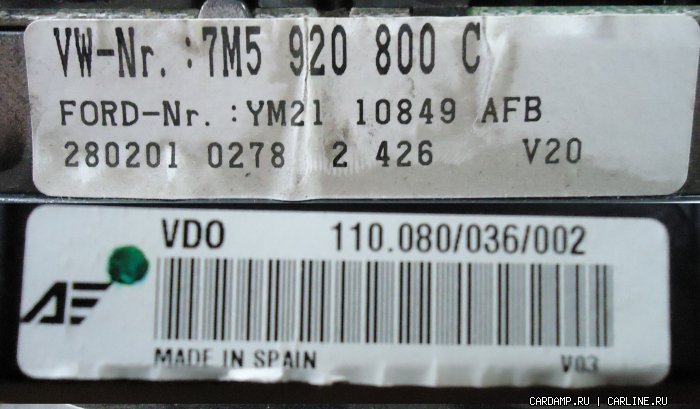 VW-Nr. :7M5 920 800 C
FORD-Nr. :YM21 10849 AFB
280201 0278 2 426 V20
VDO 110.080/036/002
AE
MADE IN SPAIN V03
CARDAMP.RU | CARLINE.RU